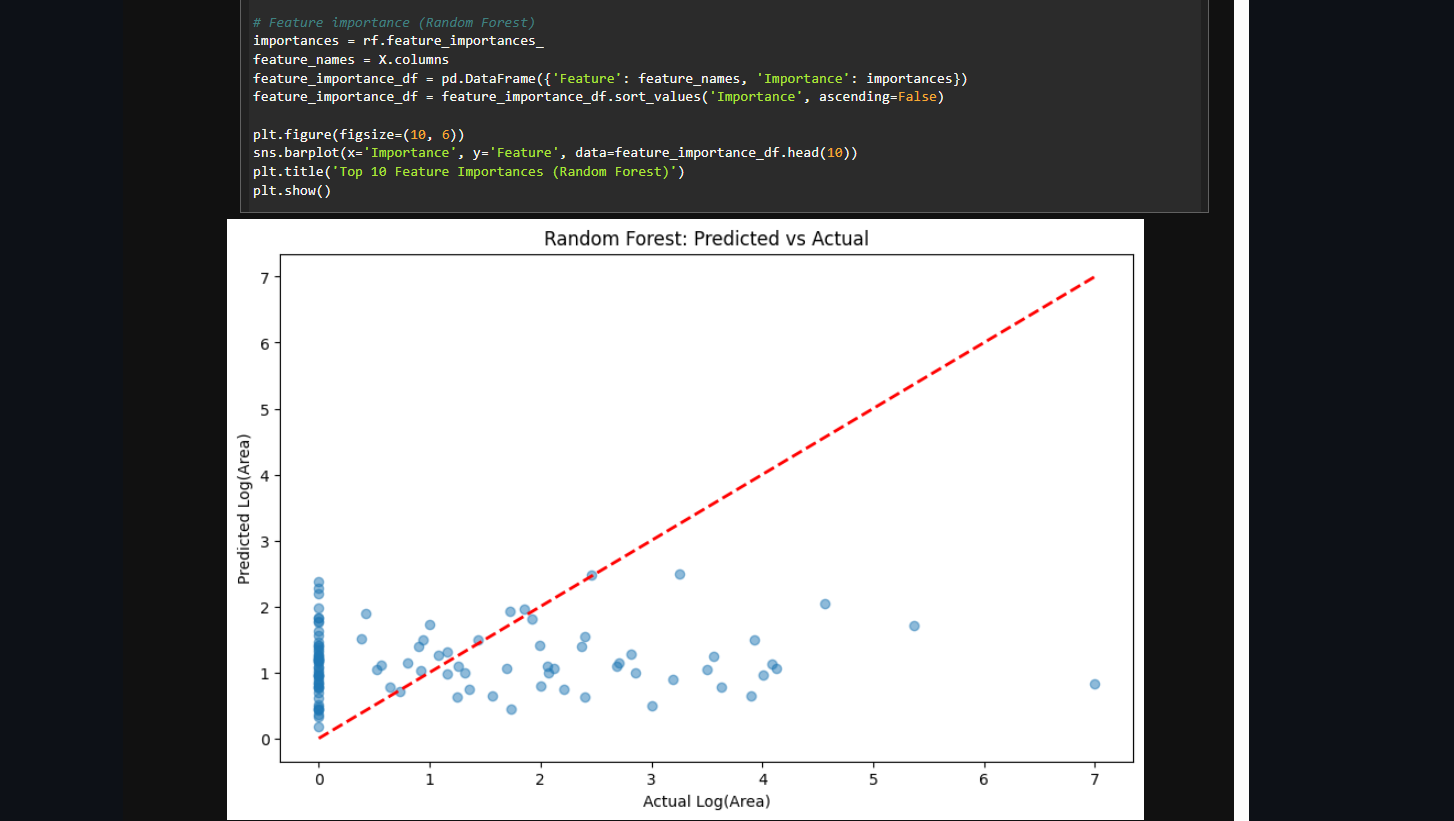 # Feature importance (Random Forest)
importances = rf.feature_importances_
feature_names = X.columns
feature_importance_df = pd.DataFrame({'Feature': feature_names, 'Importance': importances})
feature_importance_df = feature_importance_df.sort_values('Importance', ascending=False)
plt.figure(figsize=(10, 6))
sns.barplot(x='Importance', y='Feature', data=feature_importance_df.head(10))
plt.title('Top 10 Feature Importances (Random Forest)')
plt.show()
Random Forest: Predicted vs Actual
7
6
5
4
3
2
1
0
Predicted Log(Area)
0 1 2 3 4 5 6 7
Actual Log(Area)